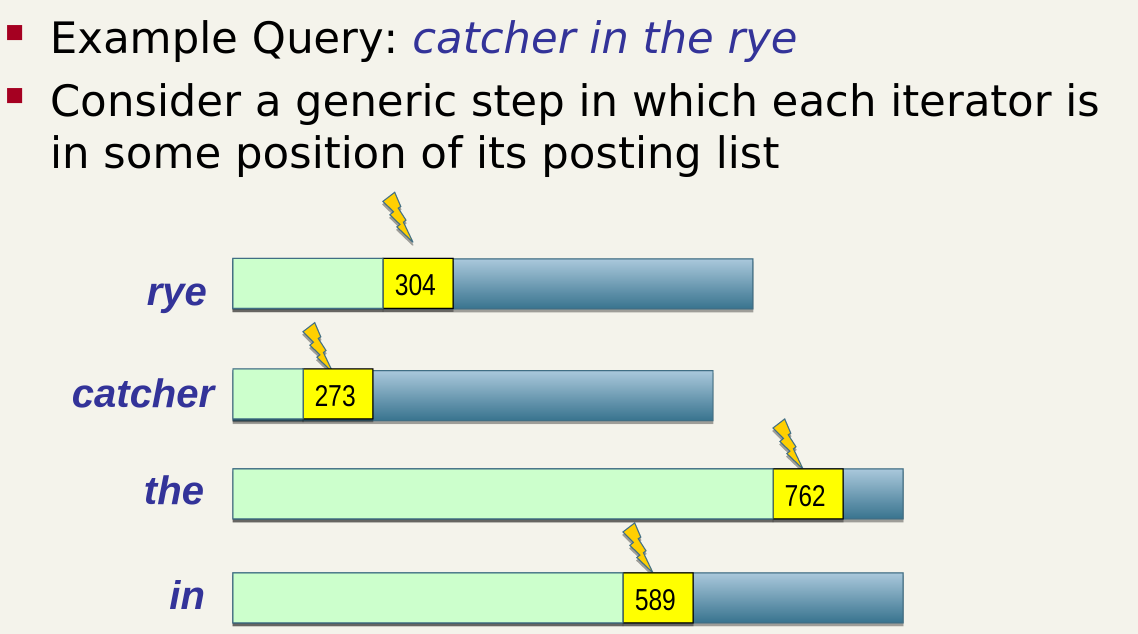 Example Query: catcher in the rye
Consider a generic step in which each iterator is
in some position of its posting list
rye 304
catcher 273
the 762
in 589